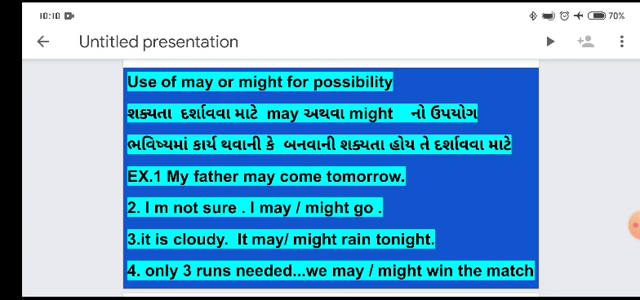 10:10 70%
Untitled presentation
Use of may or might for possibility
શક્યતા દર્શાવવા માટે may અથવા might નો ઉપયોગ
ભવિષ્યમાં કાર્ય થવાની કે બનવાની શક્યતા હોય તે દર્શાવવા માટે
EX.1 My father may come tomorrow.
2. I m not sure . I may / might go .
3.it is cloudy. It may/ might rain tonight.
4. only 3 runs needed...we may / might win the match